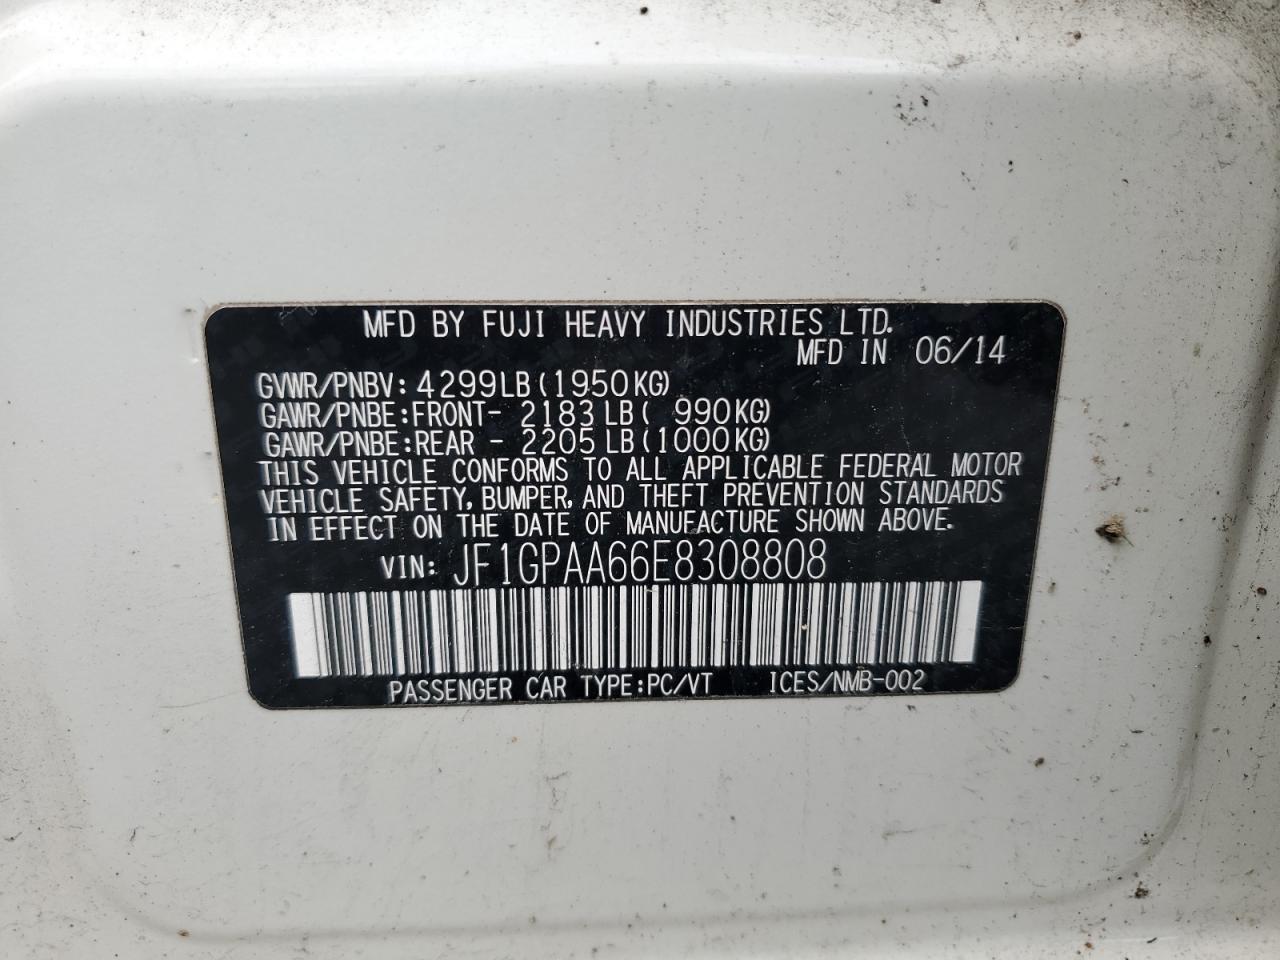 MFD BY FUJI HEAVY INDUSTRIES LTD.
MFD IN 06/14
GVWR/PNBV: 4299LB(1950KG)
GAWR/PNBE:FRONT- 2183LB( 990KG)
GAWR/PNBE:REAR - 2205LB(1000KG)
THIS VEHICLE CONFORMS TO ALL APPLICABLE FEDERAL MOTOR
VEHICLE SAFETY, BUMPER, AND THEFT PREVENTION STANDARDS
IN EFFECT ON THE DATE OF MANUFACTURE SHOWN ABOVE.
VIN: JF1GPAA66E8308808
PASSENGER CAR TYPE:PC/VT ICES/NMB-002